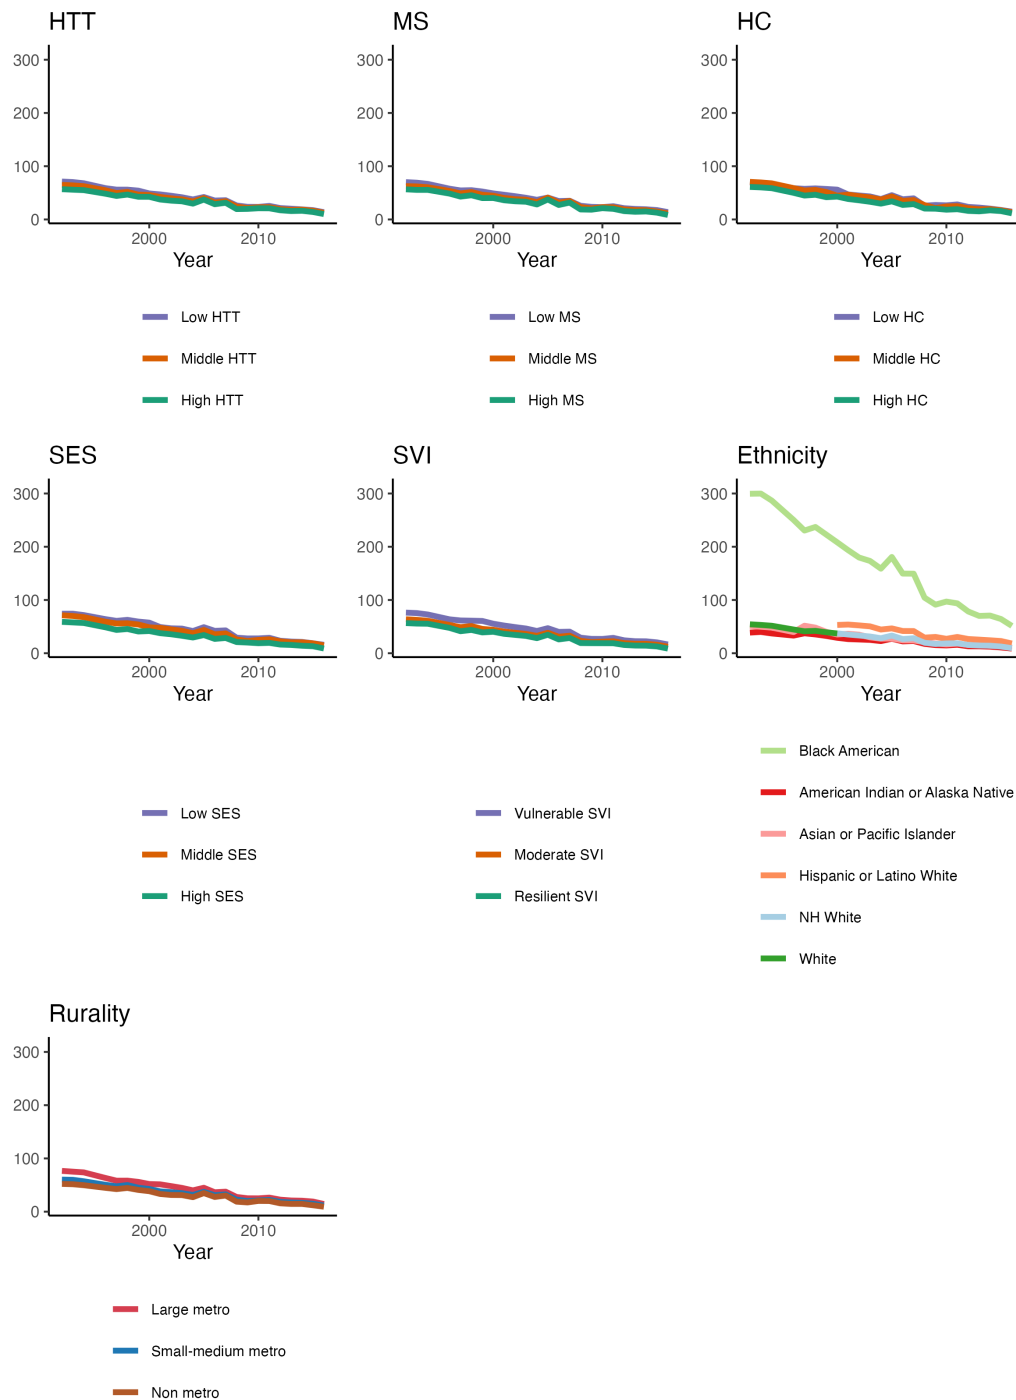 HTT
MS
HC
300
200
100
0
300
200
100
0
300
200
100
0
2000
2010
2000
2010
2000
2010
Year
Year
Year
Low HTT
Middle HTT
High HTT
Low MS
Middle MS
High MS
Low HC
Middle HC
High HC
SES
SVI
Ethnicity
300
200
100
0
300
200
100
0
300
200
100
0
2000
2010
2000
2010
2000
2010
Year
Year
Year
Low SES
Middle SES
High SES
Vulnerable SVI
Moderate SVI
Resilient SVI
Black American
American Indian or Alaska Native
Asian or Pacific Islander
Hispanic or Latino White
NH White
White
Rurality
300
200
100
0
2000
2010
Year
Large metro
Small-medium metro
Non metro